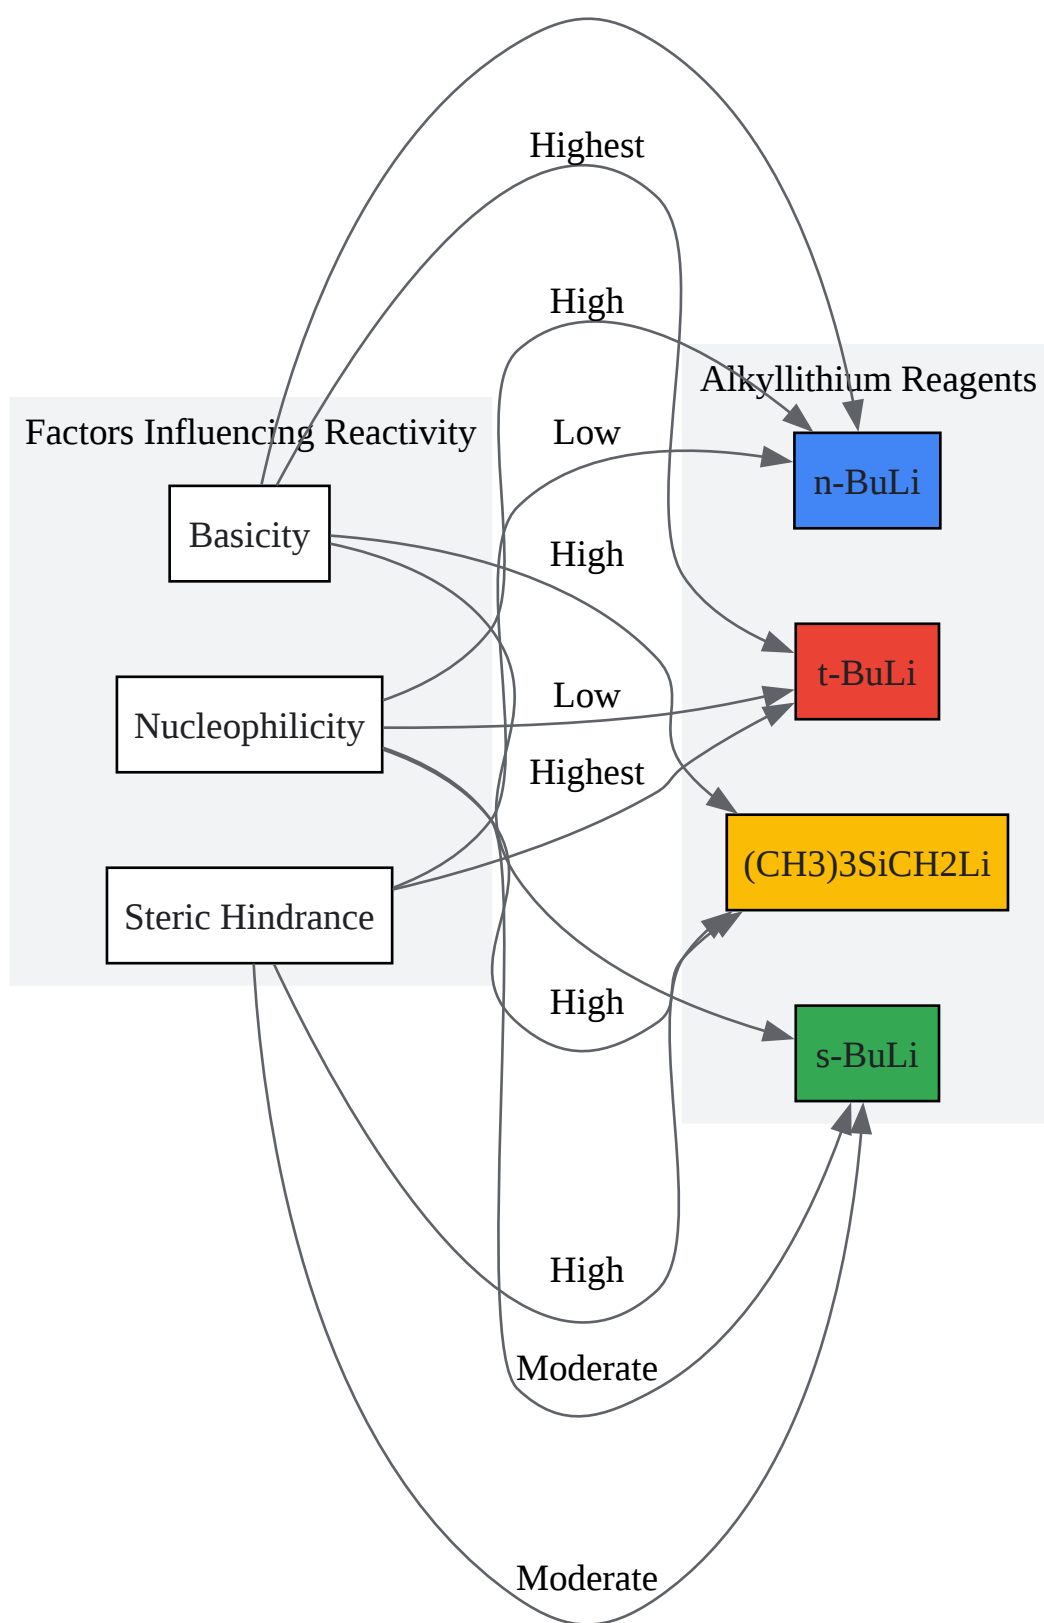 Highest
High
Alkyllithium Reagents
Factors Influencing Reactivity
Low
n-BuLi
Basicity
High
t-BuLi
Low
Nucleophilicity
Highest
(CH3)3SiCH2Li
Steric Hindrance
High
s-BuLi
High
Moderate
Moderate